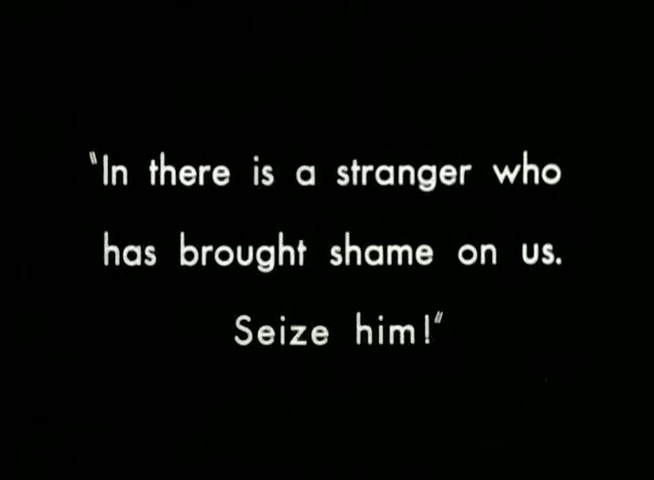 "In there is a stranger who
has brought shame on us.
Seize him!"